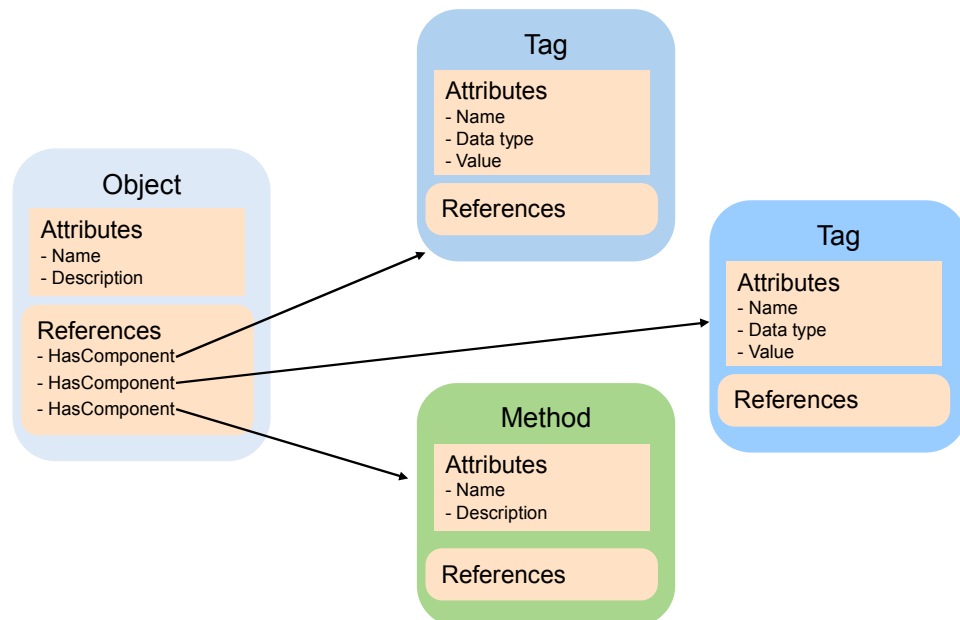 Object
Attributes
- Name
- Description
References
- HasComponent
- HasComponent
- HasComponent
Tag
Attributes
- Name
- Data type
- Value
References
Tag
Attributes
- Name
- Data type
- Value
References
Method
Attributes
- Name
- Description
References